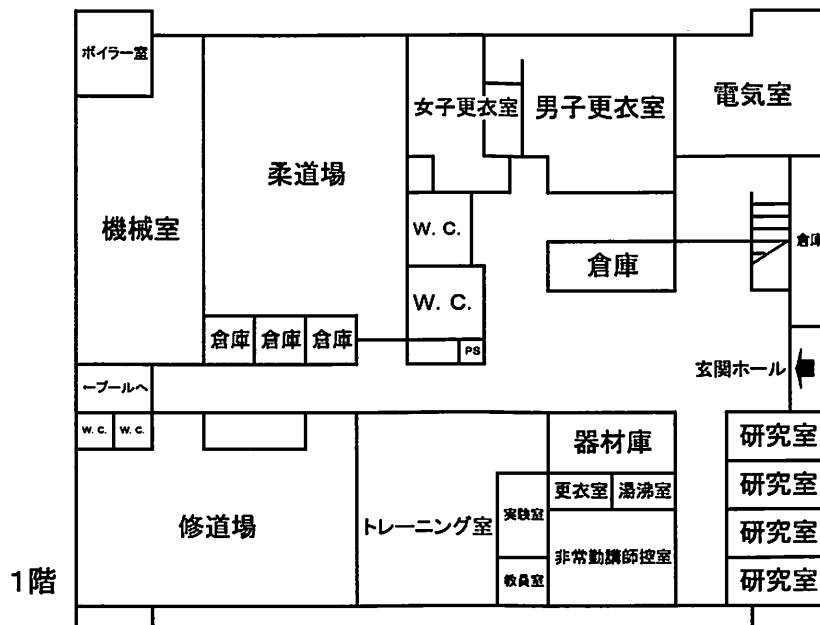 ボイラー室
女子更衣室
男子更衣室
電気室
柔道場
機械室
W. C.
倉庫
倉庫
W. C.
倉庫
倉庫
倉庫
PS
玄関ホール
←プールへ
W. C.
W. C.
器材庫
研究室
更衣室
湯沸室
研究室
修道場
トレーニング室
実験室
研究室
非常勤講師控室
教員室
研究室
1階